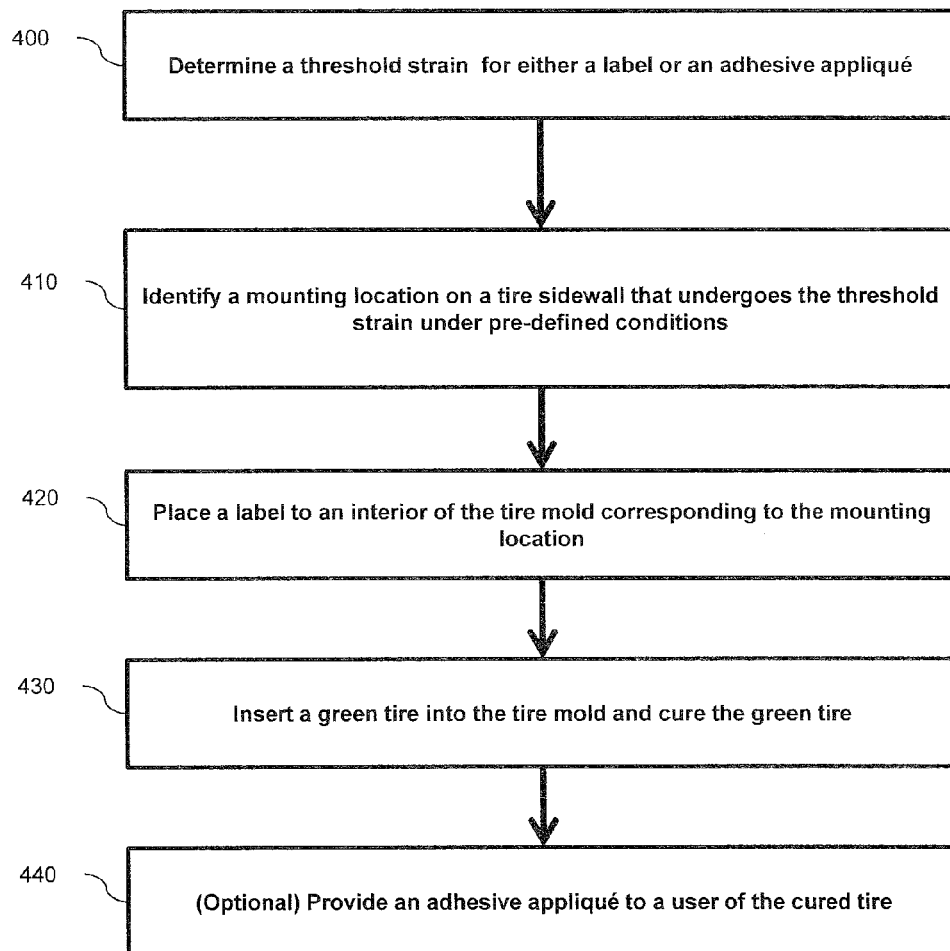 400
Determine a threshold strain for either a label or an adhesive appliqué
410
Identify a mounting location on a tire sidewall that undergoes the threshold
strain under pre-defined conditions
420
Place a label to an interior of the tire mold corresponding to the mounting
location
430
Insert a green tire into the tire mold and cure the green tire
440
(Optional) Provide an adhesive appliqué to a user of the cured tire